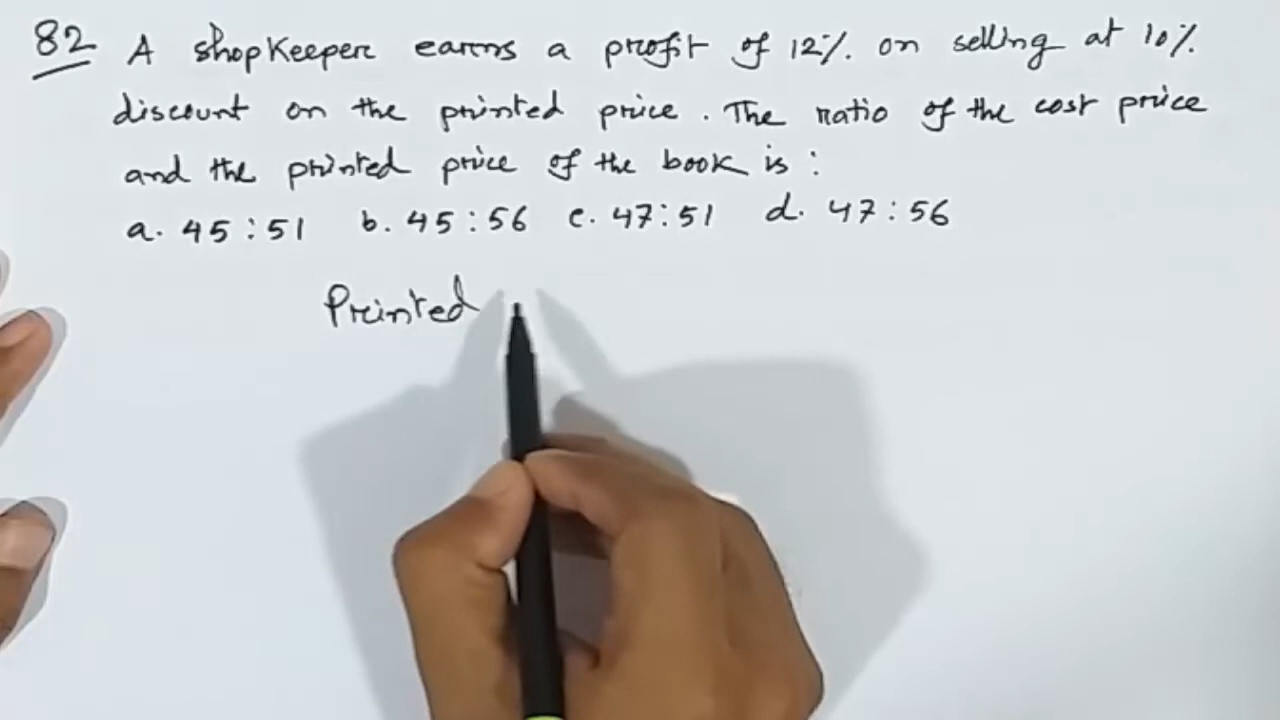 82 A shopkeeper earns a profit of 12% on selling at 10%
discount on the printed price. The ratio of the cost price
and the printed price of the book is :
a. 45:51 b. 45:56 c. 47:51 d. 47:56
Printed